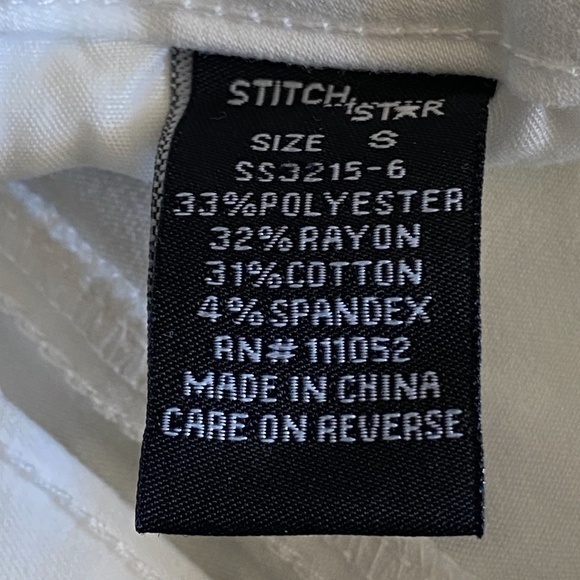 STITCH STAR
SIZE S
SS3215-6
33%POLYESTER
32%RAYON
31%COTTON
4%SPANDEX
RN# 111052
MADE IN CHINA
CARE ON REVERSE